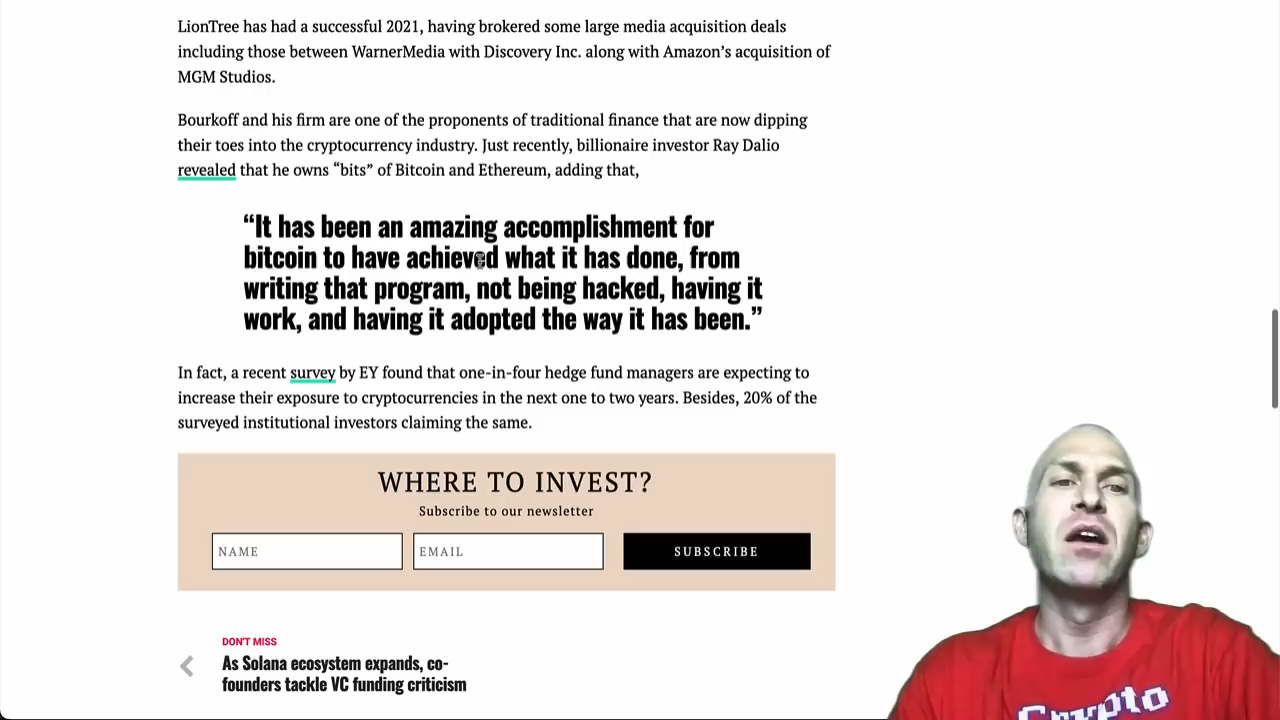 LionTree has had a successful 2021, having brokered some large media acquisition deals
including those between WarnerMedia with Discovery Inc. along with Amazon’s acquisition of
MGM Studios.
Bourkoff and his firm are one of the proponents of traditional finance that are now dipping
their toes into the cryptocurrency industry. Just recently, billionaire investor Ray Dalio
revealed that he owns “bits” of Bitcoin and Ethereum, adding that,
“It has been an amazing accomplishment for
bitcoin to have achieved what it has done, from
writing that program, not being hacked, having it
work, and having it adopted the way it has been.”
In fact, a recent survey by EY found that one-in-four hedge fund managers are expecting to
increase their exposure to cryptocurrencies in the next one to two years. Besides, 20% of the
surveyed institutional investors claiming the same.
WHERE TO INVEST?
Subscribe to our newsletter
NAME
EMAIL
SUBSCRIBE
DON'T MISS
As Solana ecosystem expands, co-
founders tackle VC funding criticism
Crypto